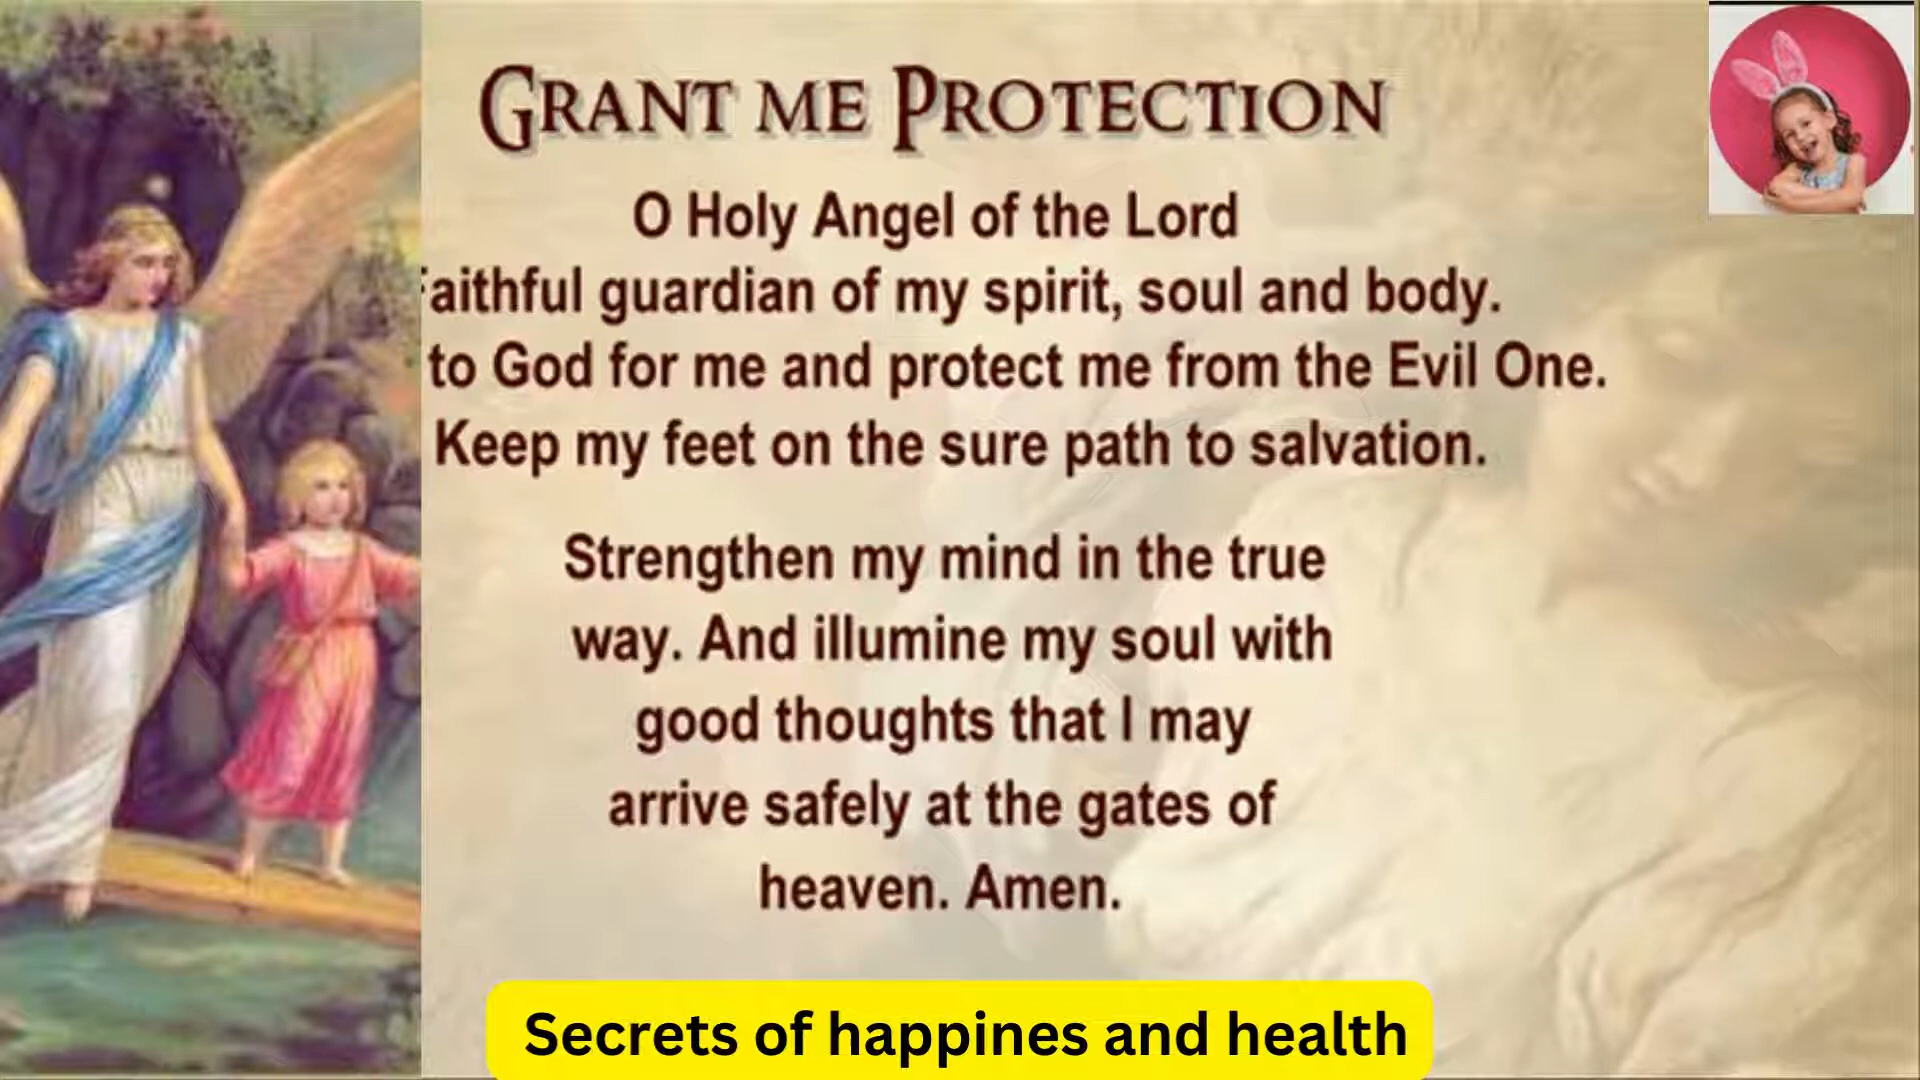 GRANT ME PROTECTION
O Holy Angel of the Lord
faithful guardian of my spirit, soul and body.
to God for me and protect me from the Evil One.
Keep my feet on the sure path to salvation.
Strengthen my mind in the true
way. And illumine my soul with
good thoughts that I may
arrive safely at the gates of
heaven. Amen.
Secrets of happines and health